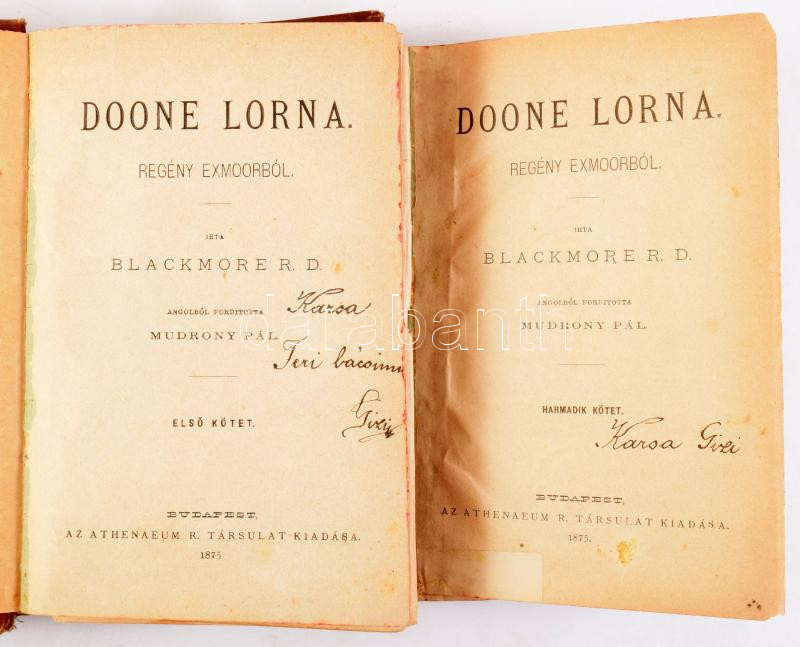 DOONE LORNA.
REGÉNY EXMOORBÓL.
IRTA
BLACKMORE R. D.
ANGOLBÓL FORDITOTTA
MUDRONY PÁL.
Karsa
Feri bácsim
Gizi
ELSŐ KÖTET.
BUDAPEST,
AZ ATHENAEUM R. TÁRSULAT KIADÁSA.
1875
DOONE LORNA.
REGÉNY EXMOORBÓL.
IRTA
BLACKMORE R. D.
ANGOLBÓL FORDITOTTA
MUDRONY PÁL.
HARMADIK KÖTET.
Karsa Gizi
BUDAPEST,
AZ ATHENAEUM R. TÁRSULAT KIADÁSA.
1875.
darabanth